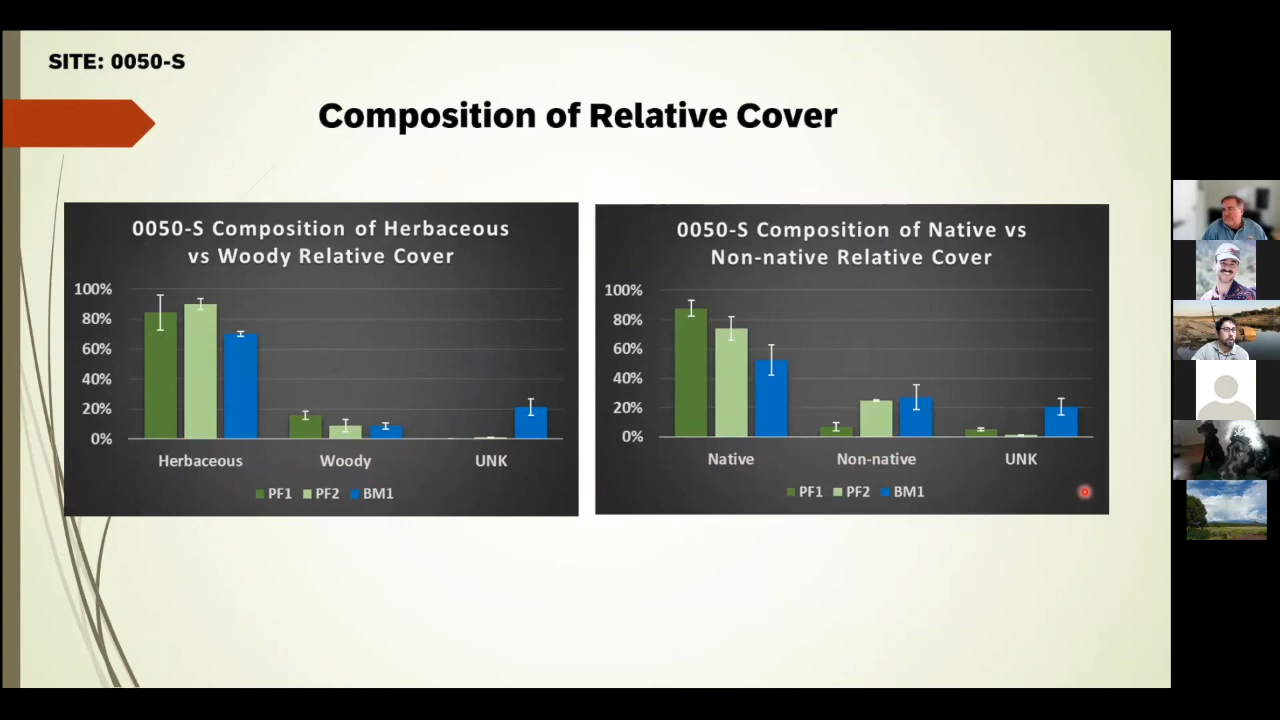 SITE: 0050-S
Composition of Relative Cover
0050-S Composition of Herbaceous
vs Woody Relative Cover
100%
80%
60%
40%
20%
0%
Herbaceous
Woody
UNK
PF1
PF2
BM1
0050-S Composition of Native vs
Non-native Relative Cover
100%
80%
60%
40%
20%
0%
Native
Non-native
UNK
PF1
PF2
BM1